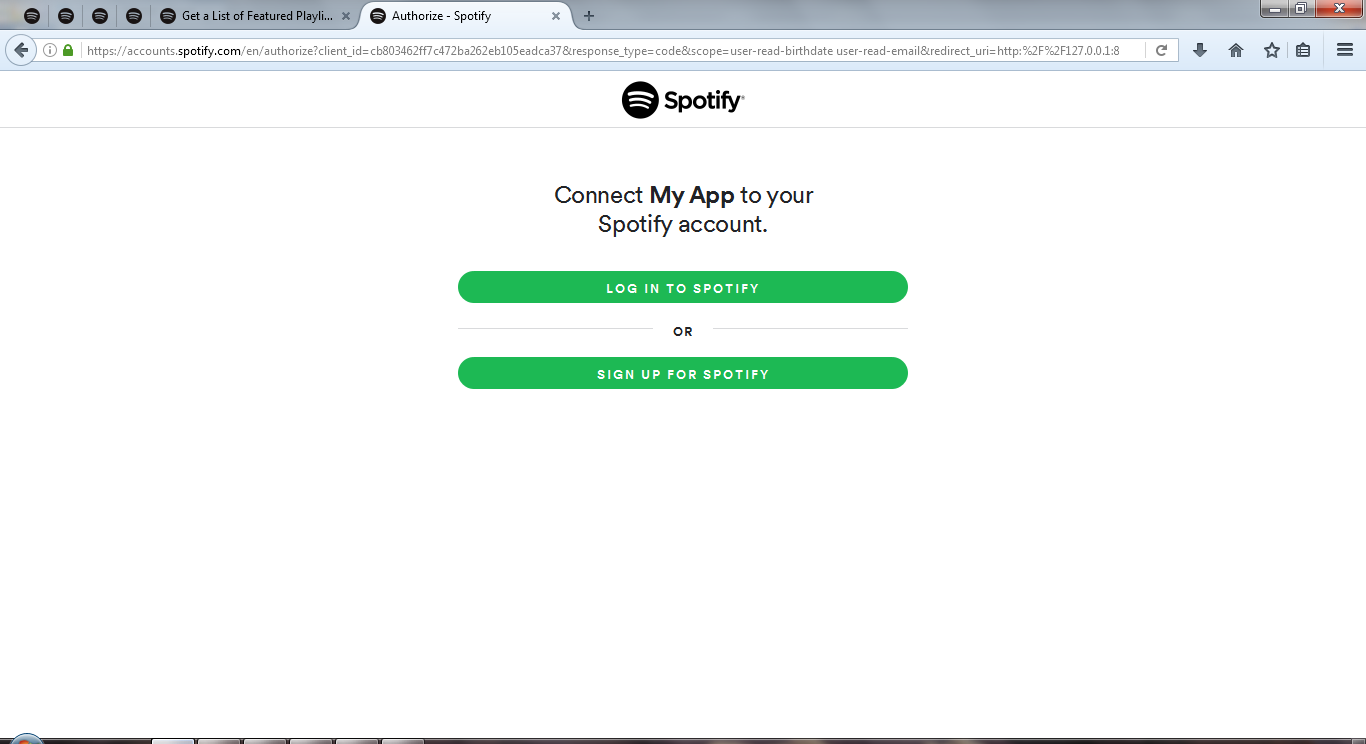 Get a List of Featured Playli...
Authorize - Spotify
https://accounts.spotify.com/en/authorize?client_id=cb803462ff7c472ba262eb105eadca37&response_type=code&scope=user-read-birthdate user-read-email&redirect_uri=http:%2F%2F127.0.0.1:8
Spotify®
Connect My App to your
Spotify account.
LOG IN TO SPOTIFY
OR
SIGN UP FOR SPOTIFY